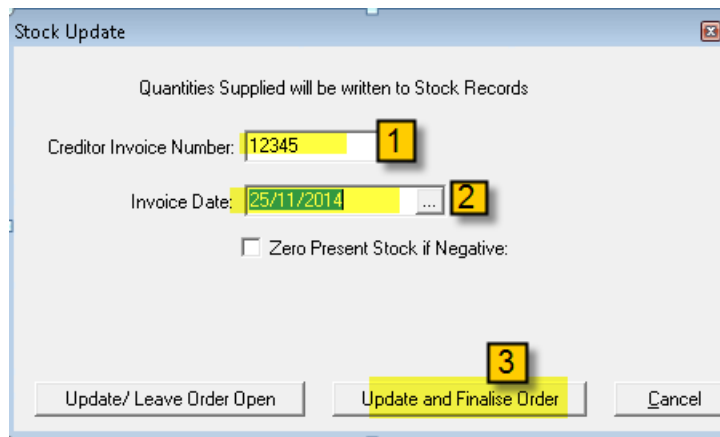 Stock Update
Quantities Supplied will be written to Stock Records
Creditor Invoice Number: 12345 1
Invoice Date: 25/11/2014 ... 2
Zero Present Stock if Negative:
3
Update/ Leave Order Open Update and Finalise Order Cancel